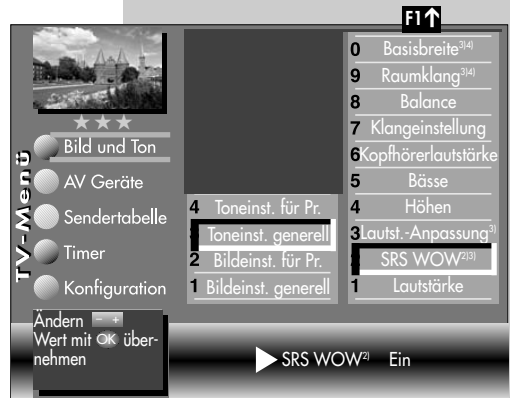 F1↑
0 Basisbreite3)4)
9 Raumklang3)4)
8 Balance
7 Klangeinstellung
6 Kopfhörerlautstärke
5 Bässe
4 Höhen
3 Lautst.-Anpassung3)
2 SRS WOW2)3)
1 Lautstärke
TV-Menü
Bild und Ton
AV Geräte
Sendertabelle
Timer
Konfiguration
4 Toneinst. für Pr.
3 Toneinst. generell
2 Bildeinst. für Pr.
1 Bildeinst. generell
Ändern − +
Wert mit OK über-
nehmen
SRS WOW2) Ein